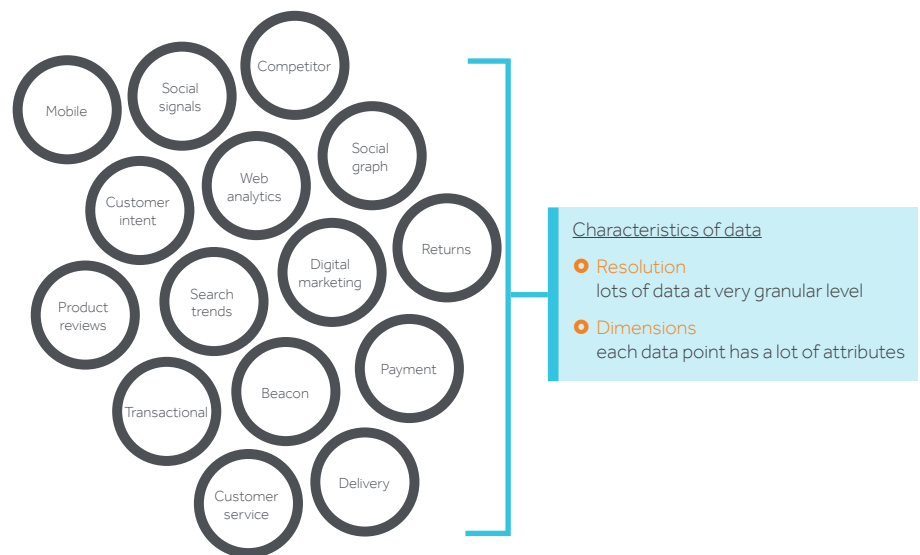 Competitor
Social
signals
Mobile
Social
graph
Web
analytics
Customer
intent
Returns
Digital
marketing
Search
trends
Product
reviews
Payment
Beacon
Transactional
Delivery
Customer
service
Characteristics of data
Resolution
lots of data at very granular level
Dimensions
each data point has a lot of attributes